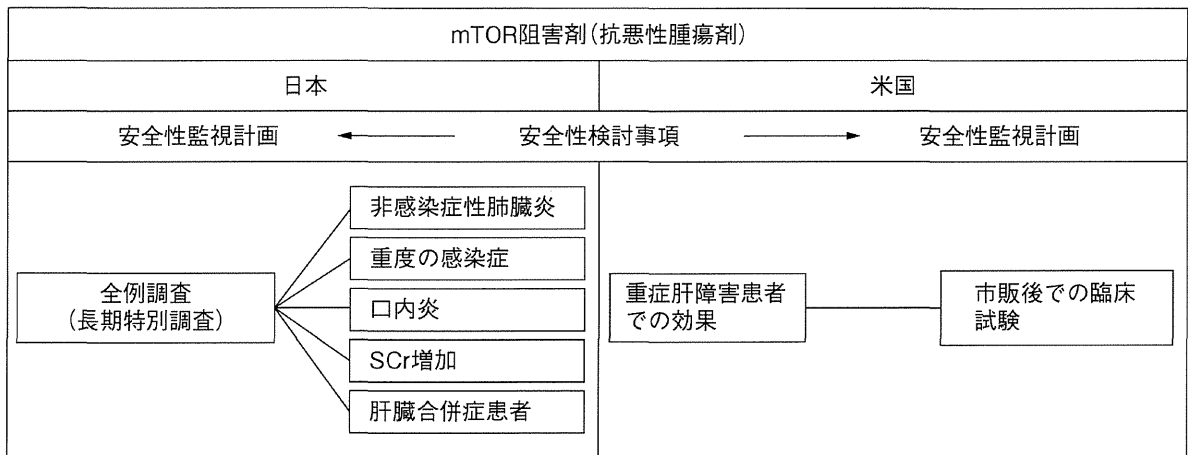 mTOR阻害剤(抗悪性腫瘍剤)
日本
米国
安全性監視計画
安全性検討事項
安全性監視計画
全例調査
(長期特別調査)
非感染症性肺臓炎
重度の感染症
口内炎
SCr増加
肝臓合併症患者
重症肝障害患者
での効果
市販後での臨床
試験